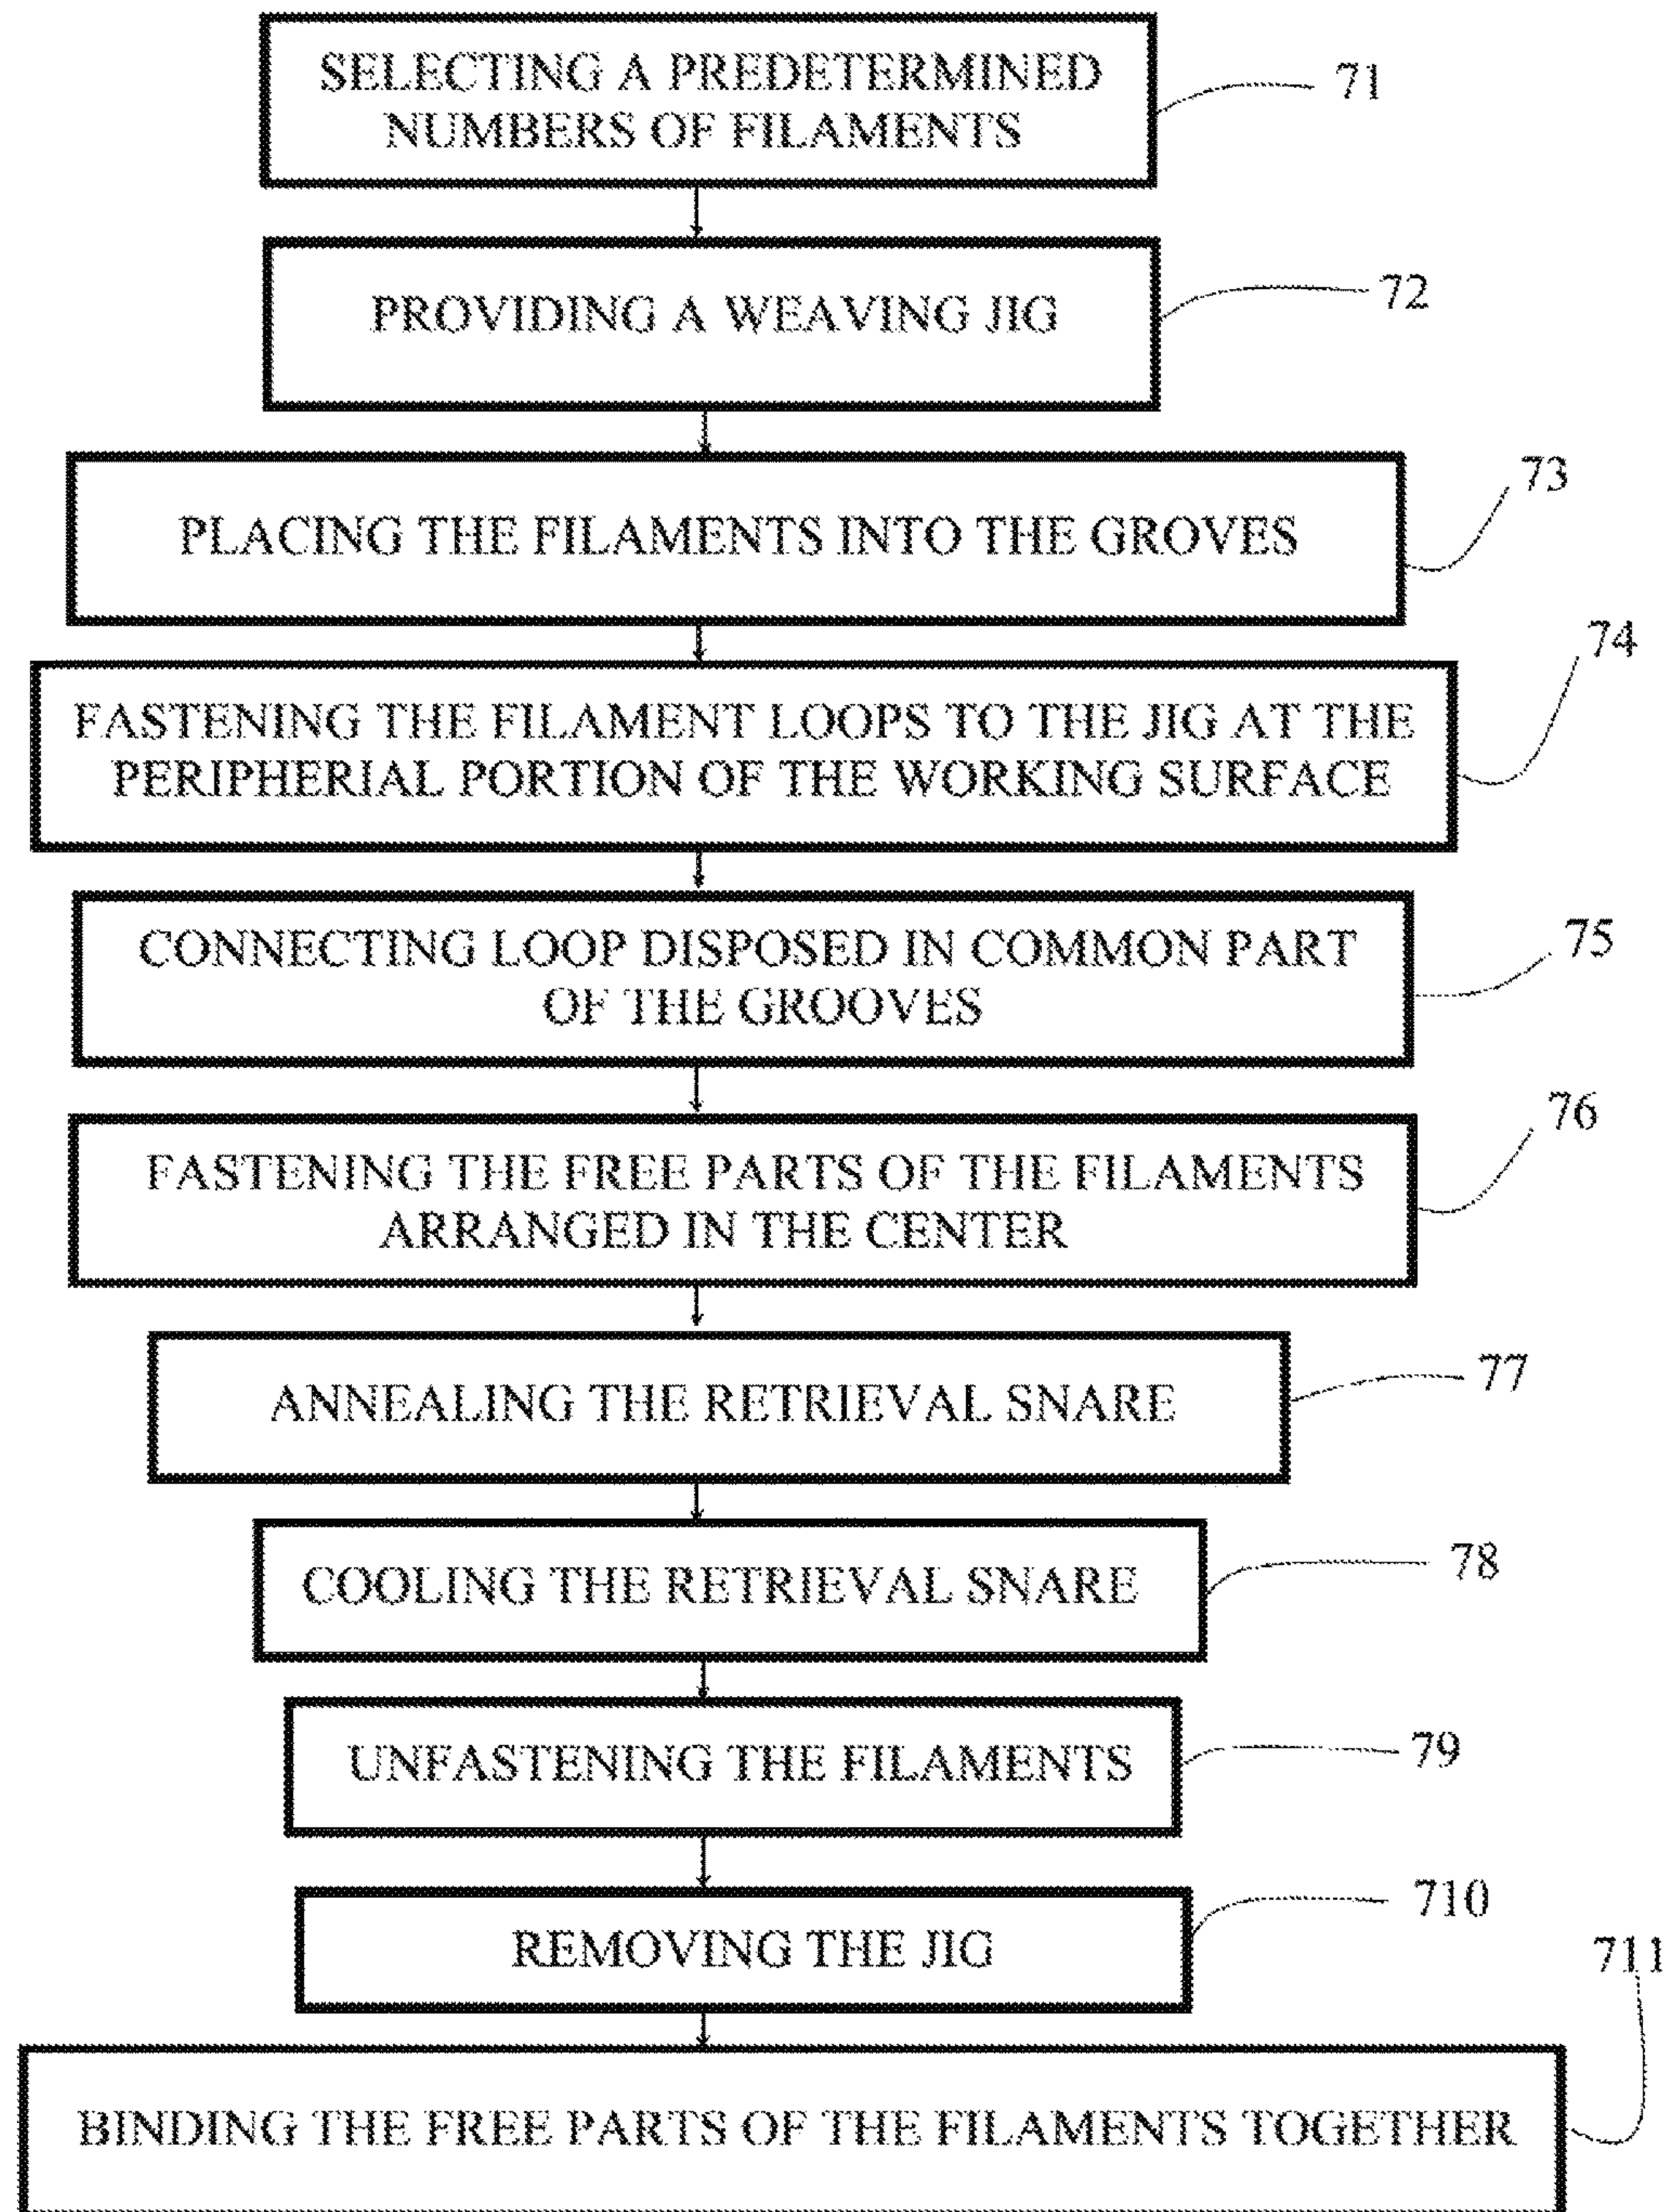 SELECTING A PREDETERMINED
NUMBERS OF FILAMENTS
71
PROVIDING A WEAVING JIG
72
PLACING THE FILAMENTS INTO THE GROVES
73
FASTENING THE FILAMENT LOOPS TO THE JIG AT THE
PERIPHERIAL PORTION OF THE WORKING SURFACE
74
CONNECTING LOOP DISPOSED IN COMMON PART
OF THE GROOVES
75
FASTENING THE FREE PARTS OF THE FILAMENTS
ARRANGED IN THE CENTER
76
ANNEALING THE RETRIEVAL SNARE
77
COOLING THE RETRIEVAL SNARE
78
UNFASTENING THE FILAMENTS
79
REMOVING THE JIG
710
BINDING THE FREE PARTS OF THE FILAMENTS TOGETHER
711